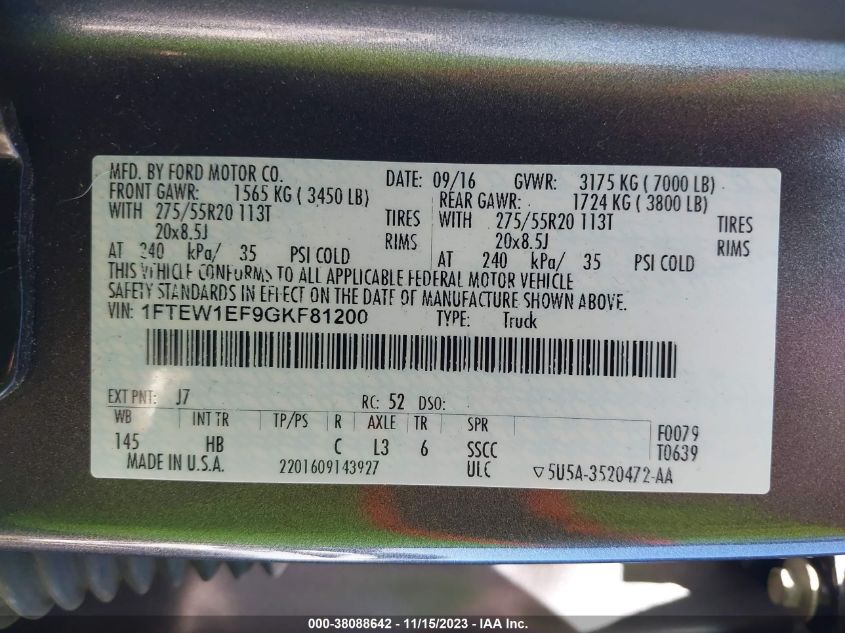 MFD. BY FORD MOTOR CO. DATE: 09/16 GVWR: 3175 KG ( 7000 LB)
FRONT GAWR: 1565 KG ( 3450 LB) REAR GAWR: 1724 KG ( 3800 LB)
WITH 275/55R20 113T TIRES WITH 275/55R20 113T TIRES
20x8.5J RIMS 20x8.5J RIMS
AT 240 kPa/ 35 PSI COLD AT 240 kPa/ 35 PSI COLD
THIS VEHICLE CONFORMS TO ALL APPLICABLE FEDERAL MOTOR VEHICLE
SAFETY STANDARDS IN EFFECT ON THE DATE OF MANUFACTURE SHOWN ABOVE.
VIN: 1FTEW1EF9GKF81200 TYPE: Truck
EXT PNT: J7 RC: 52 DSO:
WB INT TR TP/PS R AXLE TR SPR
145 HB C L3 6 SSCC F0079
ULC T0639
MADE IN U.S.A. 2201609143927 ▽5U5A-3520472-AA
000-38088642 - 11/15/2023 - IAA Inc.